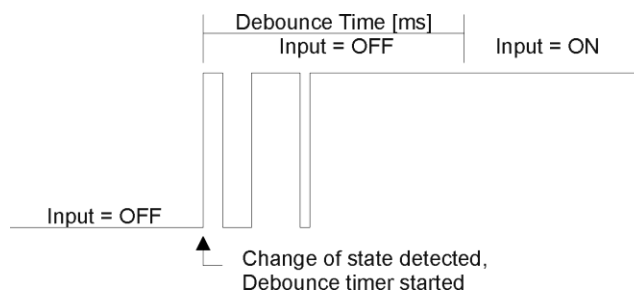 Debounce Time [ms]
Input = OFF
Input = ON
Input = OFF
Change of state detected,
Debounce timer started